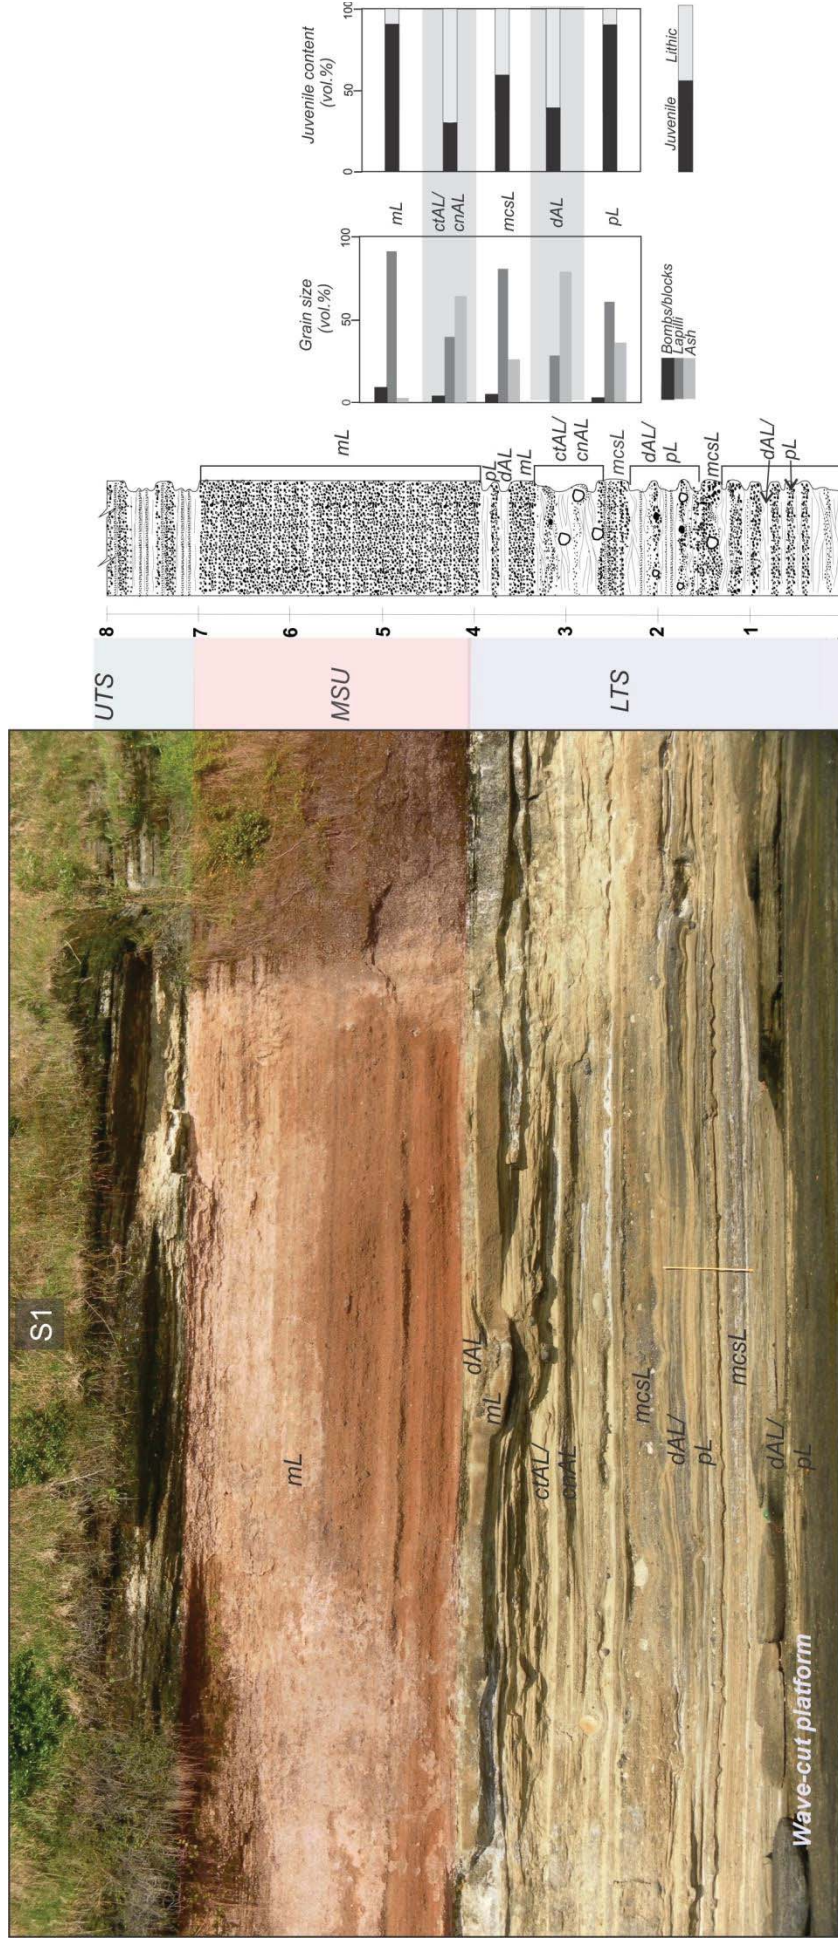 S1
mL
dAL
mL
ctAL/
cnAL
mcsL
dAL/
pL
mcsL
dAL/
pL
Wave-cut platform
UTS
MSU
LTS
8
7
6
5
4
3
2
1
mL
pL
dAL
mL
ctAL/
cnAL
mcsL
dAL/
pL
mcsL
dAL/
pL
Grain size
(vol.%)
0
50
100
Bombs/blocks
Lapilli
Ash
mL
ctAL/
cnAL
mcsL
dAL
pL
Juvenile content
(vol.%)
0
50
100
Juvenile
Lithic